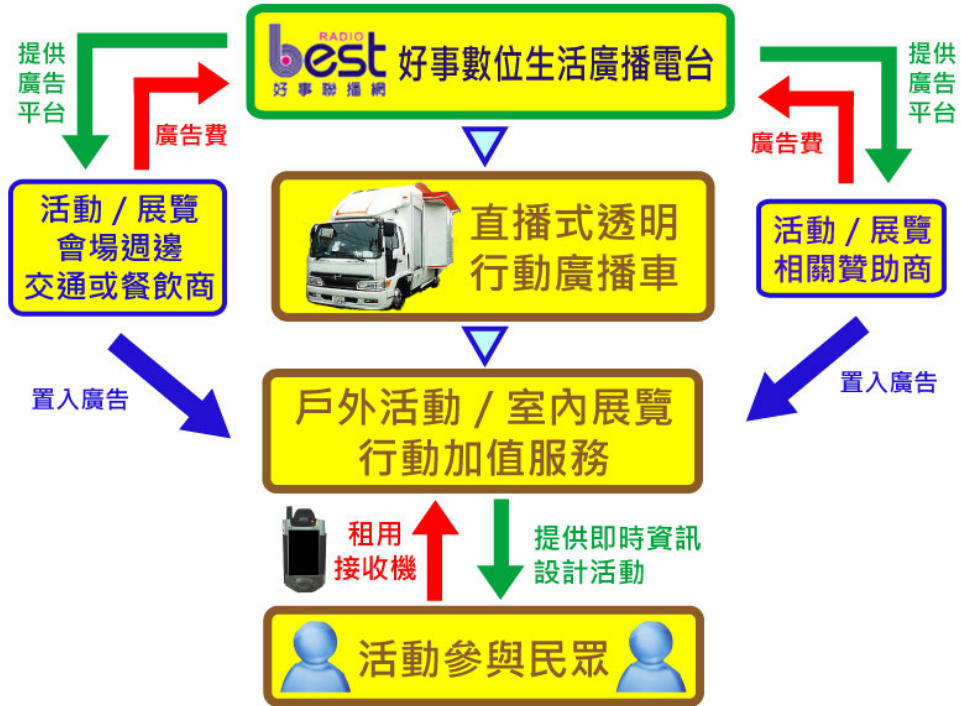 RADIO
best
好事聯播網
好事數位生活廣播電台
提供
廣告
平台
廣告費
廣告費
提供
廣告
平台
活動 / 展覽
會場週邊
交通或餐飲商
直播式透明
行動廣播車
活動 / 展覽
相關贊助商
置入廣告
置入廣告
戶外活動 / 室內展覽
行動加值服務
租用
接收機
提供即時資訊
設計活動
活動參與民眾